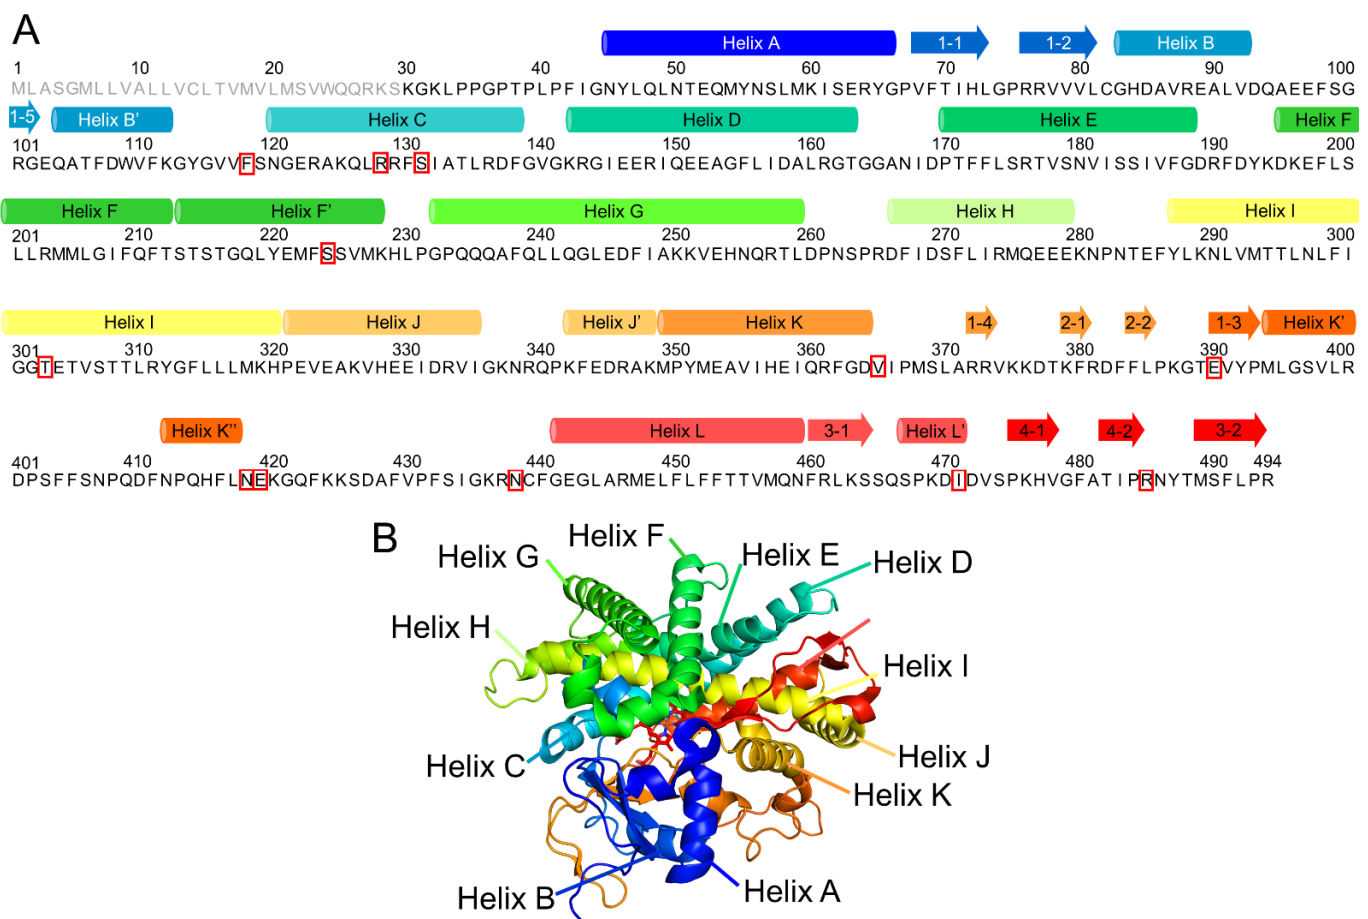 A
Helix A 1-1 1-2 Helix B
1 10 20 30 40 50 60 70 80 90 100
MLASGMLLVALLVCLTVMVLMSVWQQRKSKGKLPPGPTPLPFIGNYLQLNTEQMYNSLMKISERYGPVFTIHLGPRRVVVLCGHDAVREALVDQAEEFSG
1-5 Helix B' Helix C Helix D Helix E Helix F
101 110 120 130 140 150 160 170 180 190 200
RGEQATFDWVFKGYGVVFSNGERAKQLRRFSIATLRDFGVGKRGIEERIQEEAGFLIDALRGTGGANIDPTFFLSRTVSNVISSIVFGDRFDYKDKEFLS
Helix F Helix F' Helix G Helix H Helix I
201 210 220 230 240 250 260 270 280 290 300
LLRMMLGIFQFTSTSTGQLYEMFSSVMKHLPGPQQQAFQLLQGLEDFIAKKVEHNQRTLDPNSPRDFIDSFLIRMQEEEKNPNTEFYLKNLVMTTLNLFI
Helix I Helix J Helix J' Helix K 1-4 2-1 2-2 1-3 Helix K'
301 310 320 330 340 350 360 370 380 390 400
GGTETVSTTLRYGFLLLMKHPEVEAKVHEEIDRVIGKNRQPKFEDRAKMPYMEAVIHEIQRFGDVIPMSLARRVKKDTKFRDFFLPKGTEVYPMLGSVLR
Helix K'' Helix L 3-1 Helix L' 4-1 4-2 3-2
401 410 420 430 440 450 460 470 480 490 494
DPSFFSNPQDFNPQHFLNEKGQFKKSDAFVPFSIGKRNCFGEGLARMELFLFFTTVMQNFRLKSSQSPKDIDVSPKHVGFATIPRNYTMSFLPR
B
Helix F
Helix G
Helix E
Helix D
Helix H
Helix I
Helix C
Helix J
Helix K
Helix B
Helix A